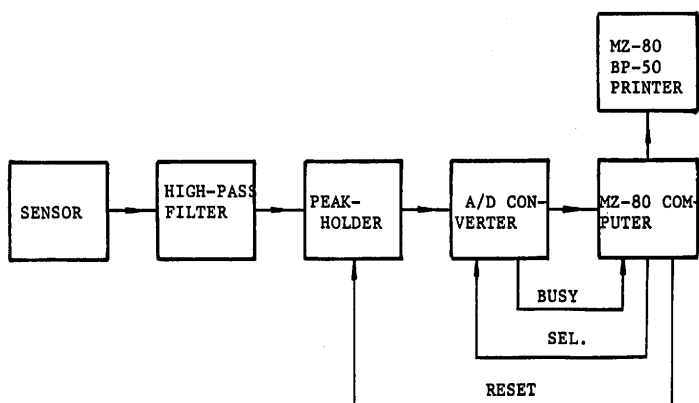 MZ-80
BP-50
PRINTER
SENSOR
HIGH-PASS
FILTER
PEAK-
HOLDER
A/D CON-
VERTER
MZ-80 COM-
PUTER
BUSY
SEL.
RESET